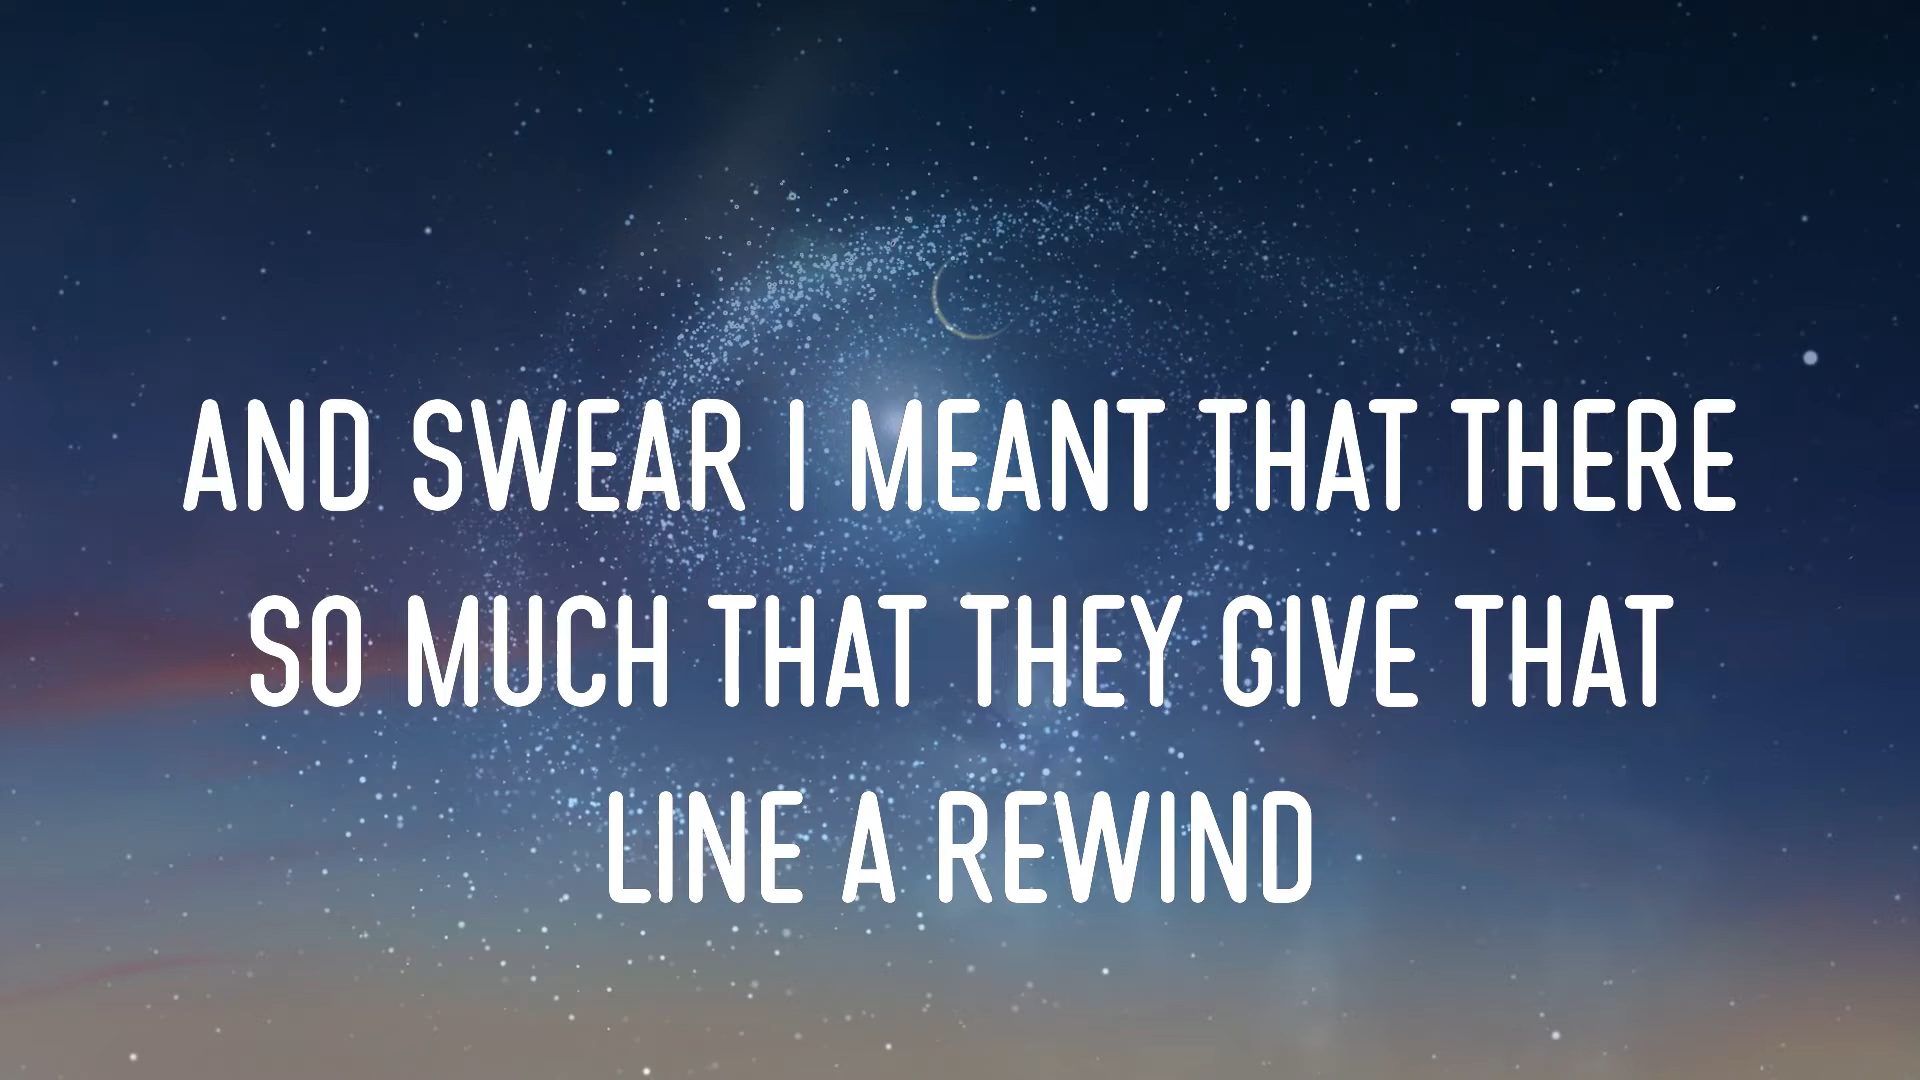 AND SWEAR I MEANT THAT THERE
SO MUCH THAT THEY GIVE THAT
LINE A REWIND